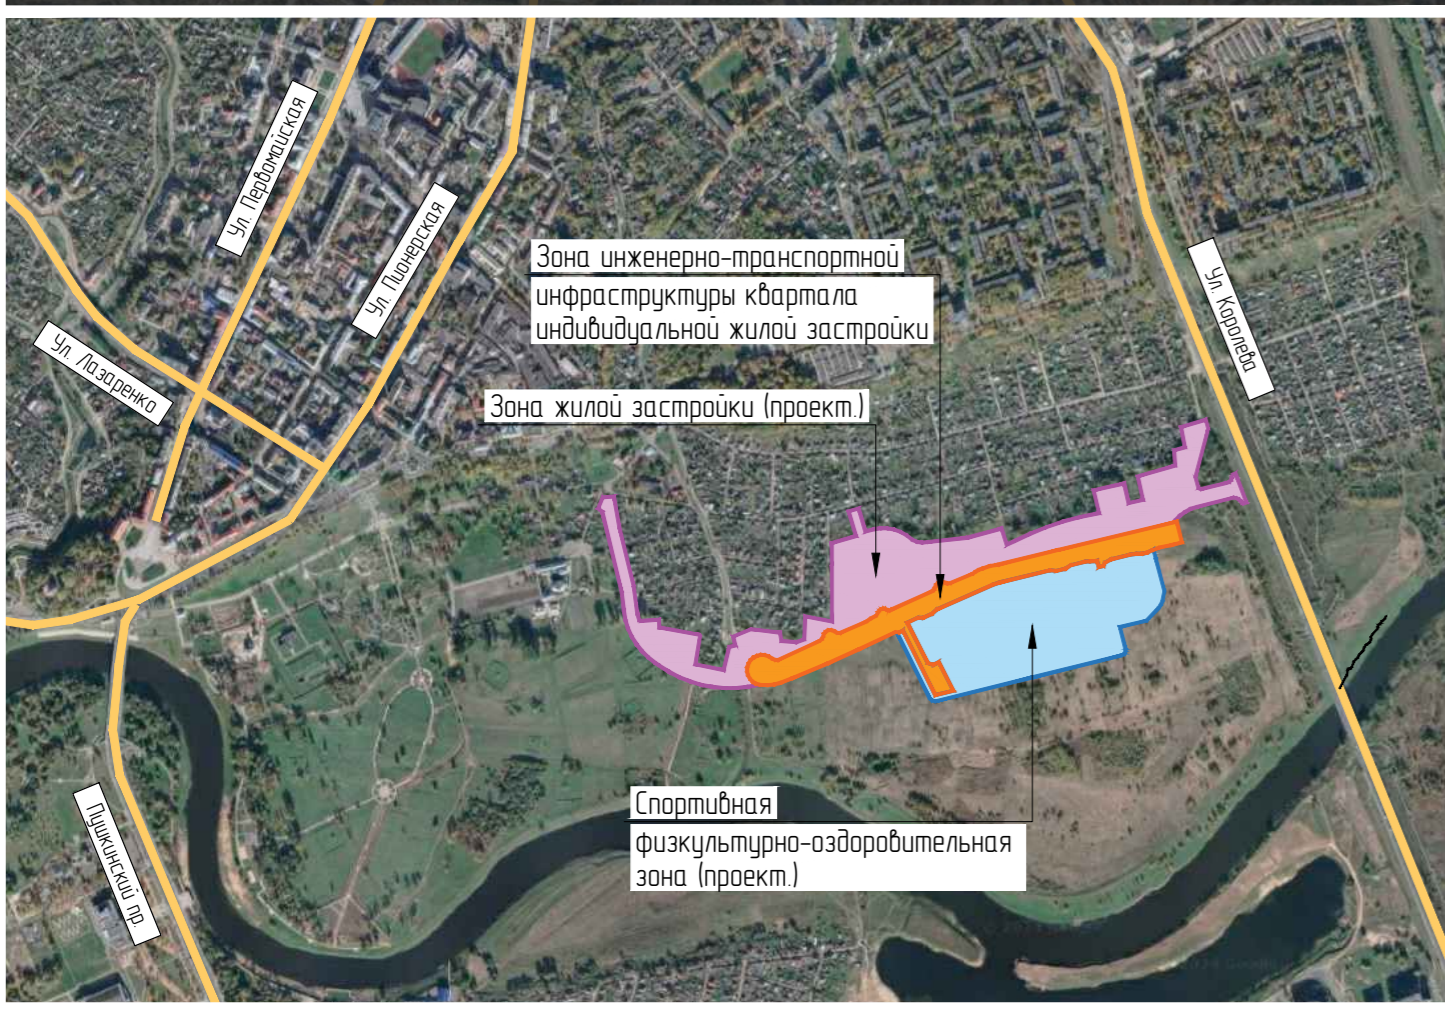 Ул. Первомайская
Ул. Пионерская
Ул. Лазаренко
Зона инженерно-транспортной
инфраструктуры квартала
индивидуальной жилой застройки
Ул. Королева
Зона жилой застройки (проект.)
Спортивная
физкультурно-оздоровительная
зона (проект.)
Пушкинский пр.